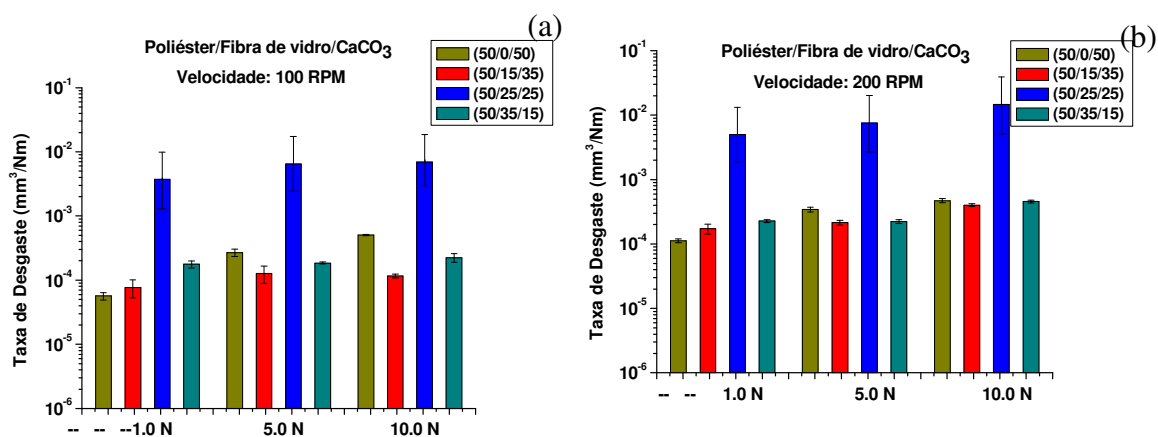 (a)
Poliéster/Fibra de vidro/CaCO₃
Velocidade: 100 RPM
(50/0/50)
(50/15/35)
(50/25/25)
(50/35/15)
Taxa de Desgaste (mm³/Nm)
10⁻¹
10⁻²
10⁻³
10⁻⁴
10⁻⁵
10⁻⁶
-- -- --1.0 N 5.0 N 10.0 N
(b)
Poliéster/Fibra de vidro/CaCO₃
Velocidade: 200 RPM
(50/0/50)
(50/15/35)
(50/25/25)
(50/35/15)
Taxa de Desgaste (mm³/Nm)
10⁻¹
10⁻²
10⁻³
10⁻⁴
10⁻⁵
10⁻⁶
-- -- 1.0 N 5.0 N 10.0 N